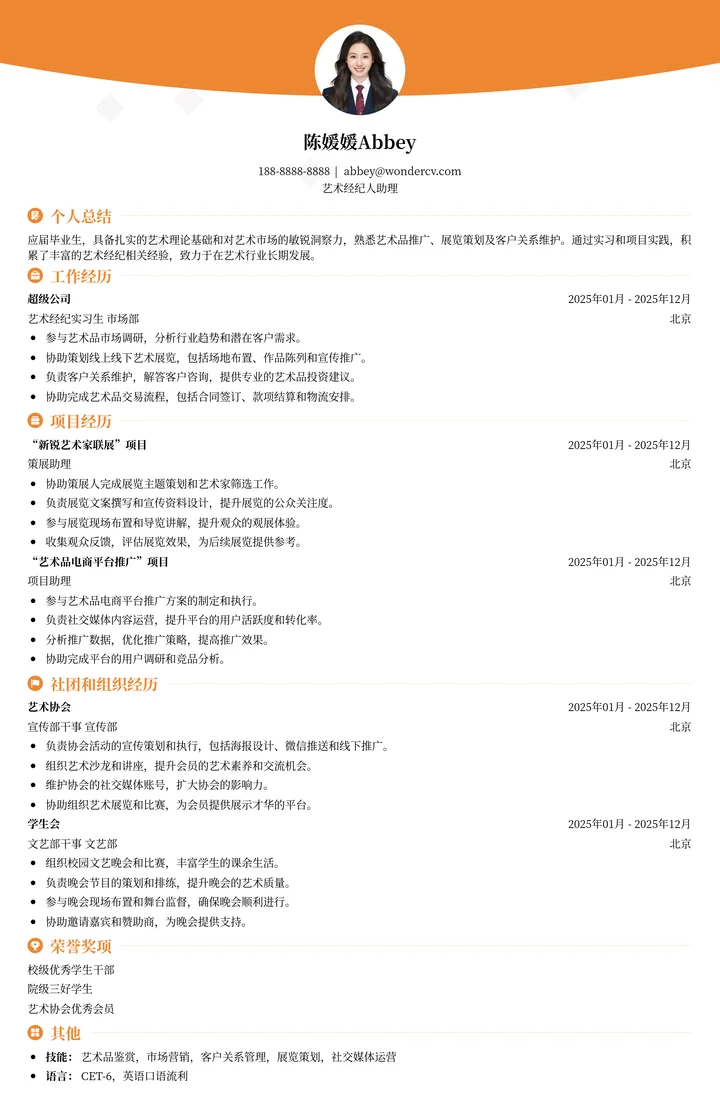 陈媛媛Abbey
188-8888-8888 | abbey@wondercv.com
艺术经纪人助理
个人总结
应届毕业生，具备扎实的艺术理论基础和对艺术市场的敏锐洞察力，熟悉艺术品推广、展览策划及客户关系维护。通过实习和项目实践，积
累了丰富的艺术经纪相关经验，致力于在艺术行业长期发展。
工作经历
超级公司 2025年01月 - 2025年12月
艺术经纪实习生 市场部 北京
• 参与艺术品市场调研，分析行业趋势和潜在客户需求。
• 协助策划线上线下艺术展览，包括场地布置、作品陈列和宣传推广。
• 负责客户关系维护，解答客户咨询，提供专业的艺术品投资建议。
• 协助完成艺术品交易流程，包括合同签订、款项结算和物流安排。
项目经历
“新锐艺术家联展”项目 2025年01月 - 2025年12月
策展助理 北京
• 协助策展人完成展览主题策划和艺术家筛选工作。
• 负责展览文案撰写和宣传资料设计，提升展览的公众关注度。
• 参与展览现场布置和导览讲解，提升观众的观展体验。
• 收集观众反馈，评估展览效果，为后续展览提供参考。
“艺术品电商平台推广”项目 2025年01月 - 2025年12月
项目助理 北京
• 参与艺术品电商平台推广方案的制定和执行。
• 负责社交媒体内容运营，提升平台的用户活跃度和转化率。
• 分析推广数据，优化推广策略，提高推广效果。
• 协助完成平台的用户调研和竞品分析。
社团和组织经历
艺术协会 2025年01月 - 2025年12月
宣传部干事 宣传部 北京
• 负责协会活动的宣传策划和执行，包括海报设计、微信推送和线下推广。
• 组织艺术沙龙和讲座，提升会员的艺术素养和交流机会。
• 维护协会的社交媒体账号，扩大协会的影响力。
• 协助组织艺术展览和比赛，为会员提供展示才华的平台。
学生会 2025年01月 - 2025年12月
文艺部干事 文艺部 北京
• 组织校园文艺晚会和比赛，丰富学生的课余生活。
• 负责晚会节目的策划和排练，提升晚会的艺术质量。
• 参与晚会现场布置和舞台监督，确保晚会顺利进行。
• 协助邀请嘉宾和赞助商，为晚会提供支持。
荣誉奖项
校级优秀学生干部
院级三好学生
艺术协会优秀会员
其他
• 技能： 艺术品鉴赏，市场营销，客户关系管理，展览策划，社交媒体运营
• 语言： CET-6，英语口语流利